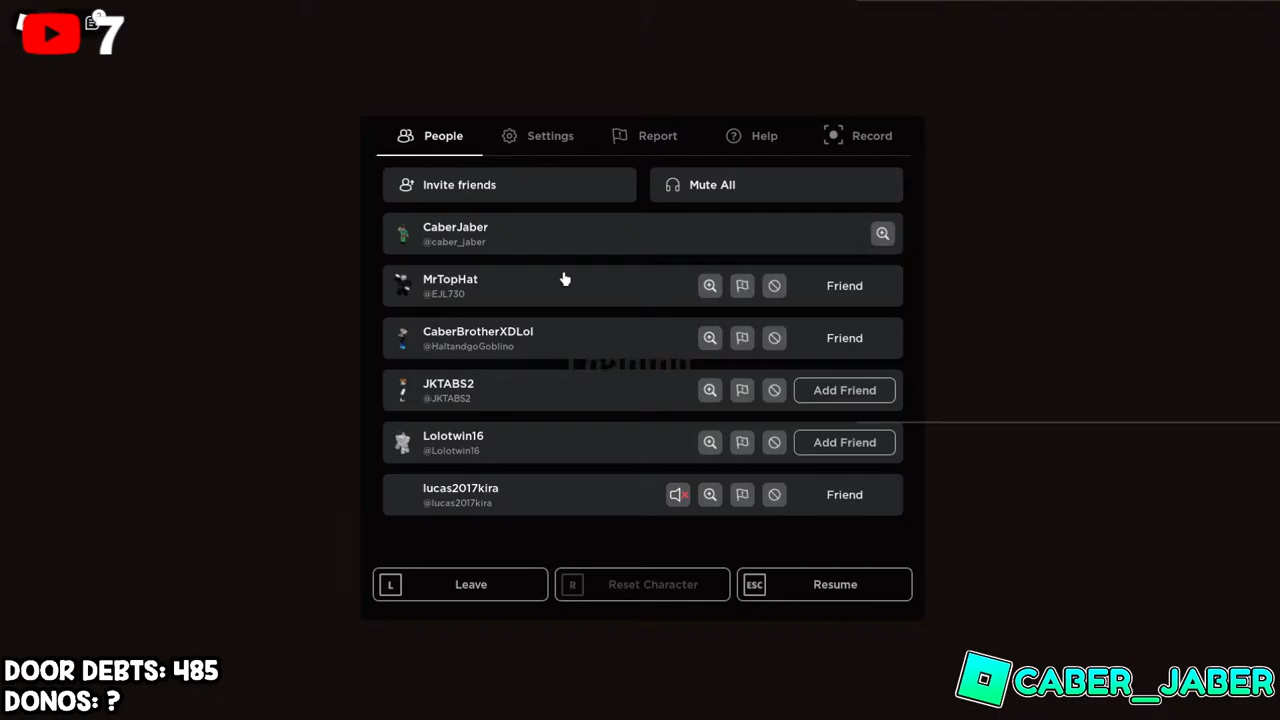 7
People Settings Report Help Record
Invite friends Mute All
CaberJaber
@caber_jaber
MrTopHat
@EJL730
Friend
CaberBrotherXDLol
@HaltandgoGoblino
Friend
Loading
JKTABS2
@JKTABS2
Add Friend
Lolotwin16
@Lolotwin16
Add Friend
lucas2017kira
@lucas2017kira
Friend
L Leave R Reset Character ESC Resume
DOOR DEBTS: 485
DONOS: ?
CABER_JABER